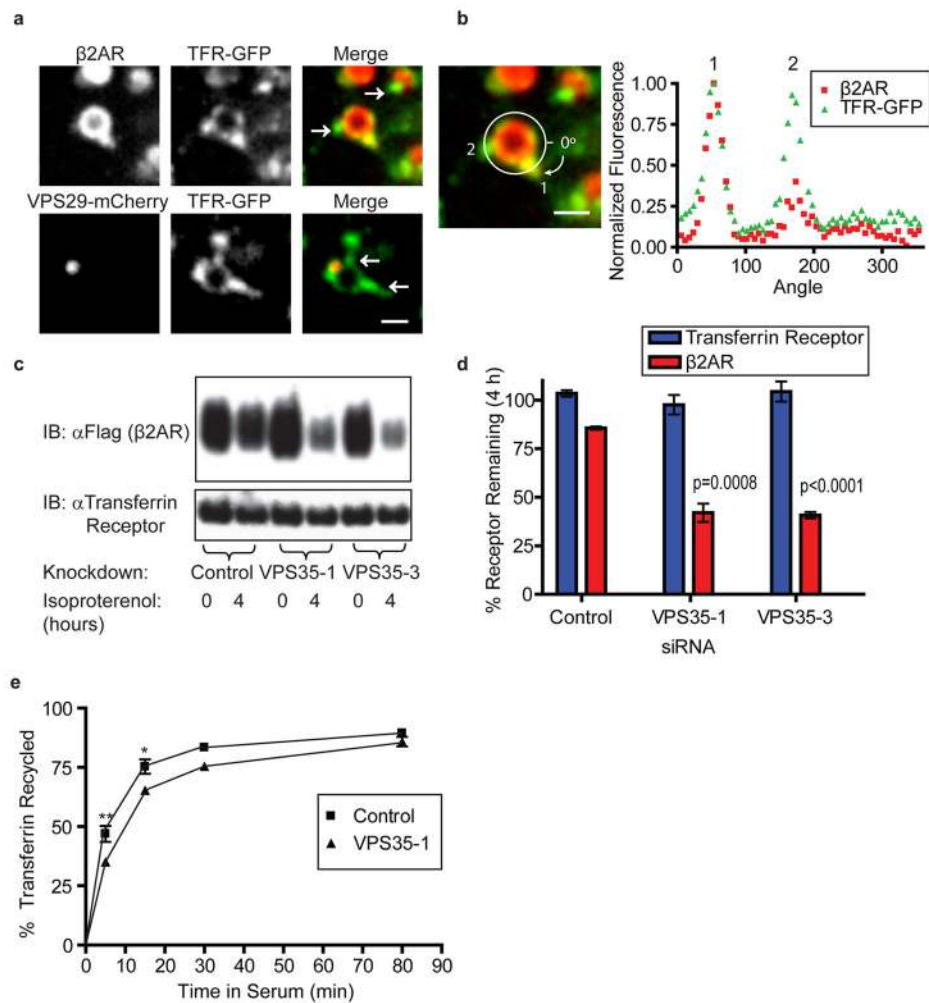 a
β2AR TFR-GFP Merge
VPS29-mCherry TFR-GFP Merge
b
2
0º
1
1 2
β2AR
TFR-GFP
Normalized Fluorescence
1.00
0.75
0.50
0.25
0.00
0 100 200 300
Angle
c
IB: αFlag (β2AR)
IB: αTransferrin
Receptor
Knockdown: Control VPS35-1 VPS35-3
Isoproterenol: 0 4 0 4 0 4
(hours)
d
Transferrin Receptor
β2AR
% Receptor Remaining (4 h)
100
75
50
25
0
p=0.0008
p<0.0001
Control VPS35-1 VPS35-3
siRNA
e
% Transferrin Recycled
100
75
50
25
0
**
*
Control
VPS35-1
0 10 20 30 40 50 60 70 80 90
Time in Serum (min)